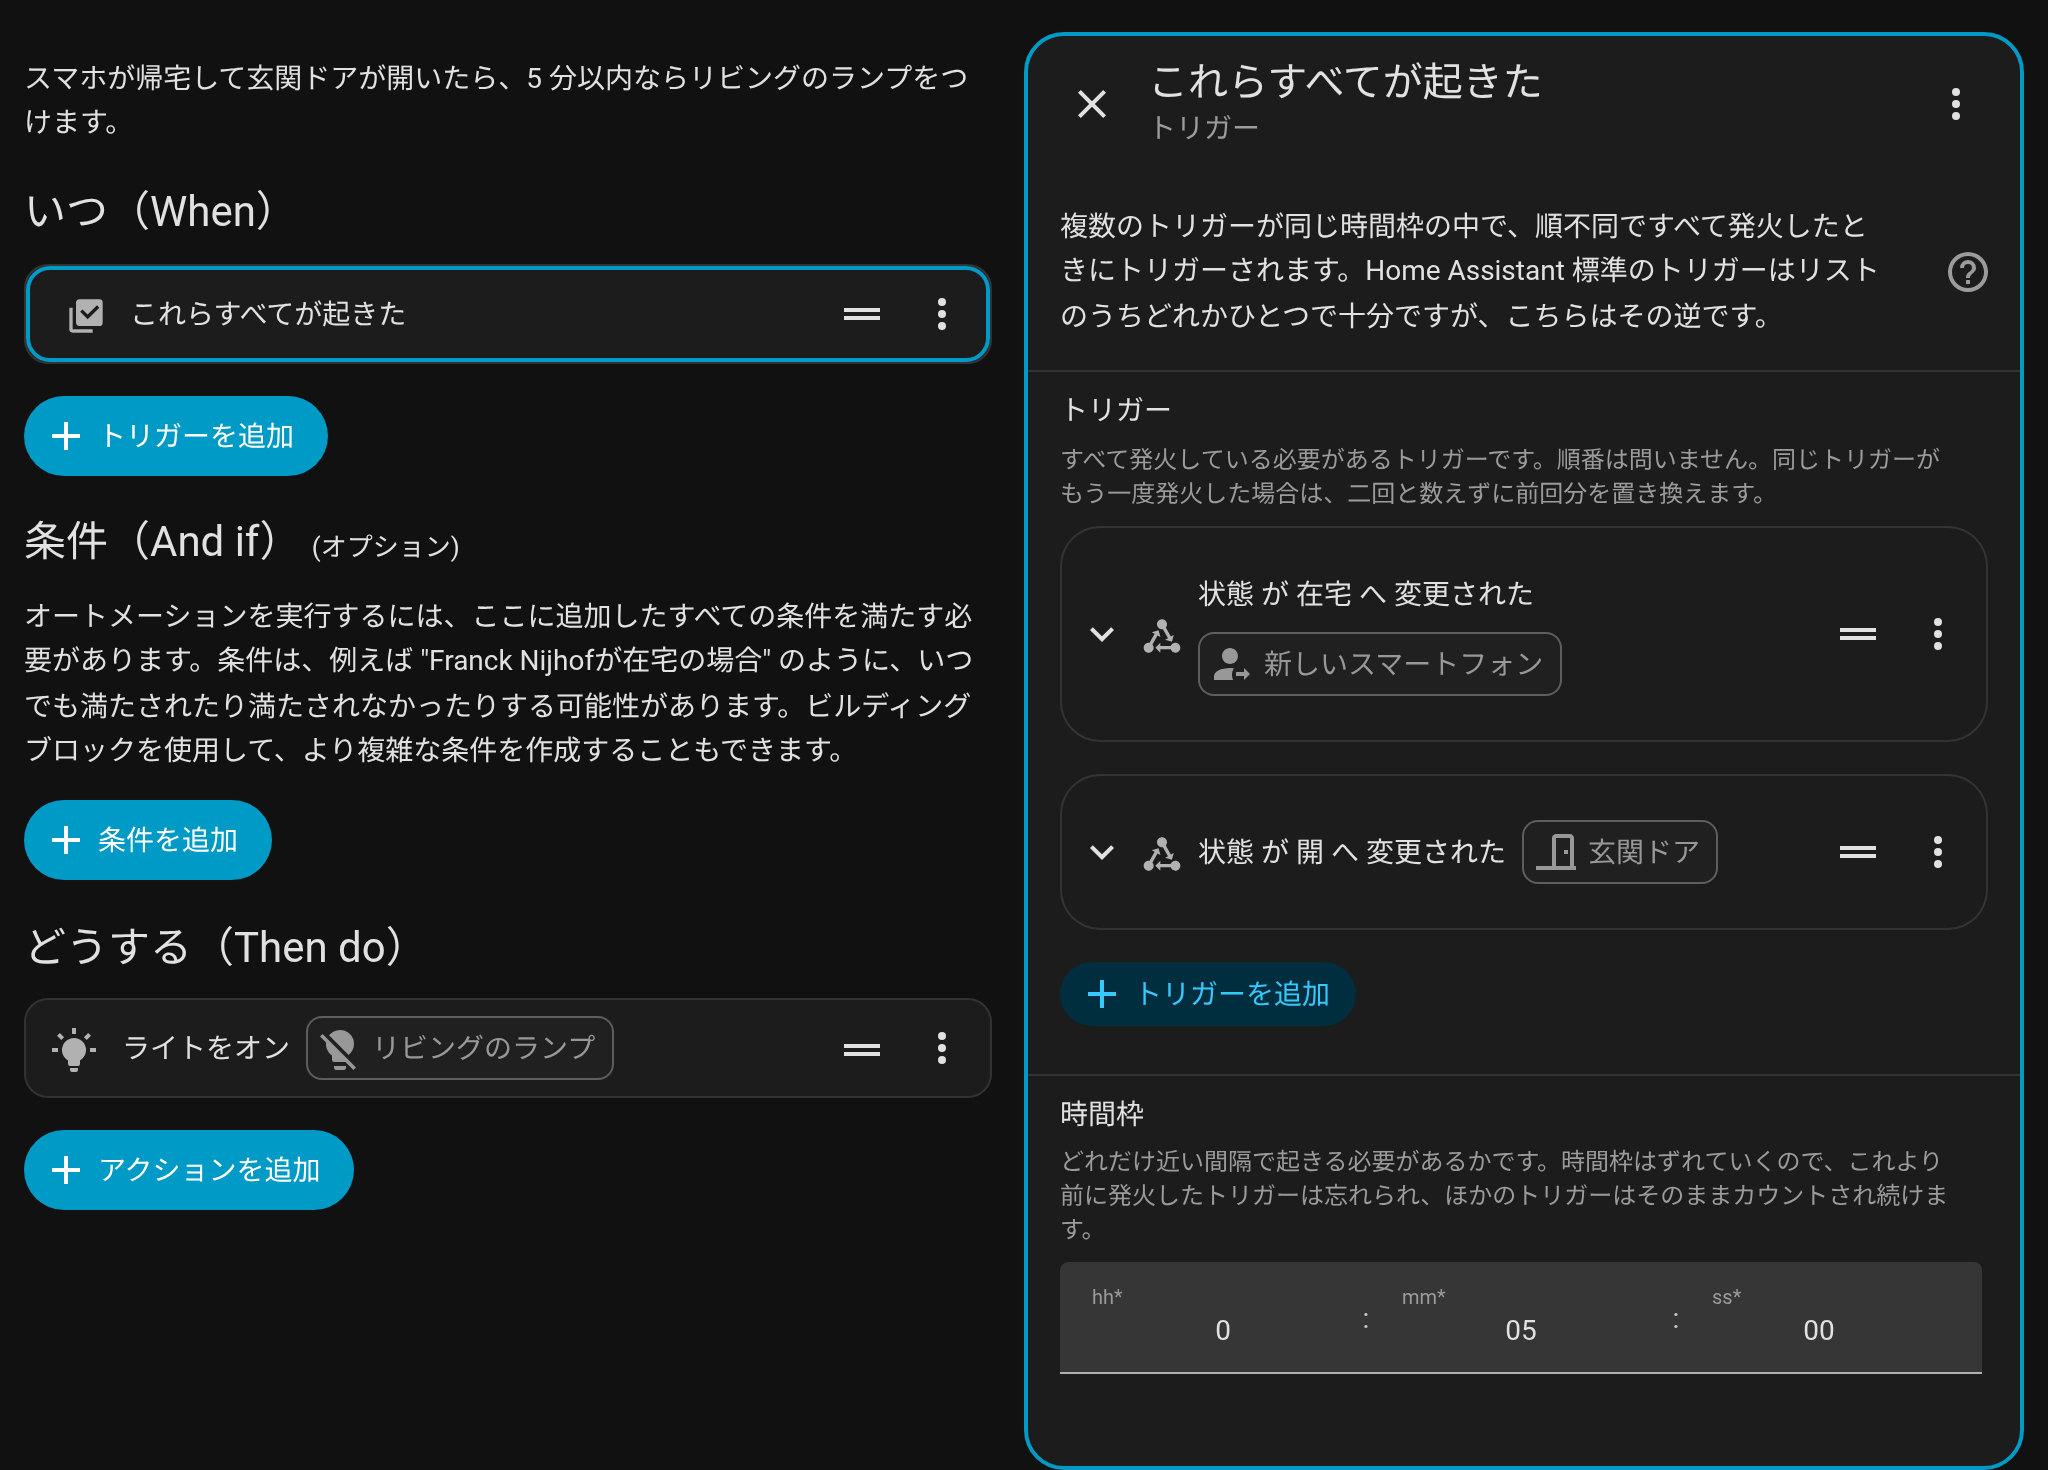 スマホが帰宅して玄関ドアが開いたら、5 分以内ならリビングのランプをつ
けます。
いつ（When）
これらすべてが起きた
トリガーを追加
条件（And if） (オプション)
オートメーションを実行するには、ここに追加したすべての条件を満たす必
要があります。条件は、例えば "Franck Nijhofが在宅の場合" のように、いつ
でも満たされたり満たされなかったりする可能性があります。ビルディング
ブロックを使用して、より複雑な条件を作成することもできます。
条件を追加
どうする（Then do）
ライトをオン リビングのランプ
アクションを追加
これらすべてが起きた
トリガー
複数のトリガーが同じ時間枠の中で、順不同ですべて発火したと
きにトリガーされます。Home Assistant 標準のトリガーはリスト
のうちどれかひとつで十分ですが、こちらはその逆です。
トリガー
すべて発火している必要があるトリガーです。順番は問いません。同じトリガーが
もう一度発火した場合は、二回と数えずに前回分を置き換えます。
状態 が 在宅 へ 変更された
新しいスマートフォン
状態 が 開 へ 変更された 玄関ドア
トリガーを追加
時間枠
どれだけ近い間隔で起きる必要があるかです。時間枠はずれていくので、これより
前に発火したトリガーは忘れられ、ほかのトリガーはそのままカウントされ続けま
す。
hh* mm* ss*
0 : 05 : 00